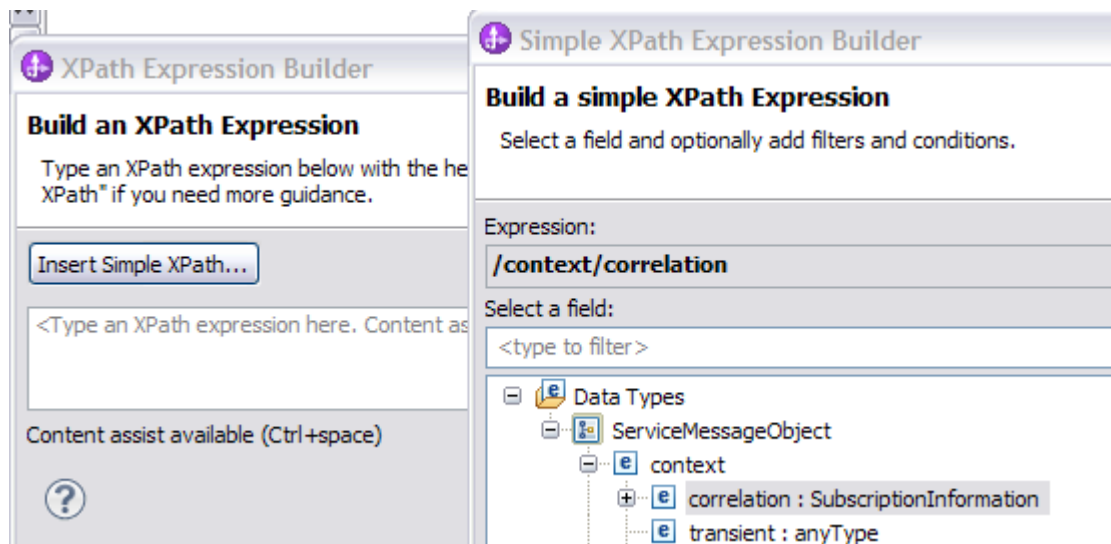 XPath Expression Builder
Build an XPath Expression
Type an XPath expression below with the he
XPath" if you need more guidance.
Insert Simple XPath...
<Type an XPath expression here. Content as
Content assist available (Ctrl+space)
Simple XPath Expression Builder
Build a simple XPath Expression
Select a field and optionally add filters and conditions.
Expression:
/context/correlation
Select a field:
<type to filter>
Data Types
ServiceMessageObject
context
correlation : SubscriptionInformation
transient : anyType